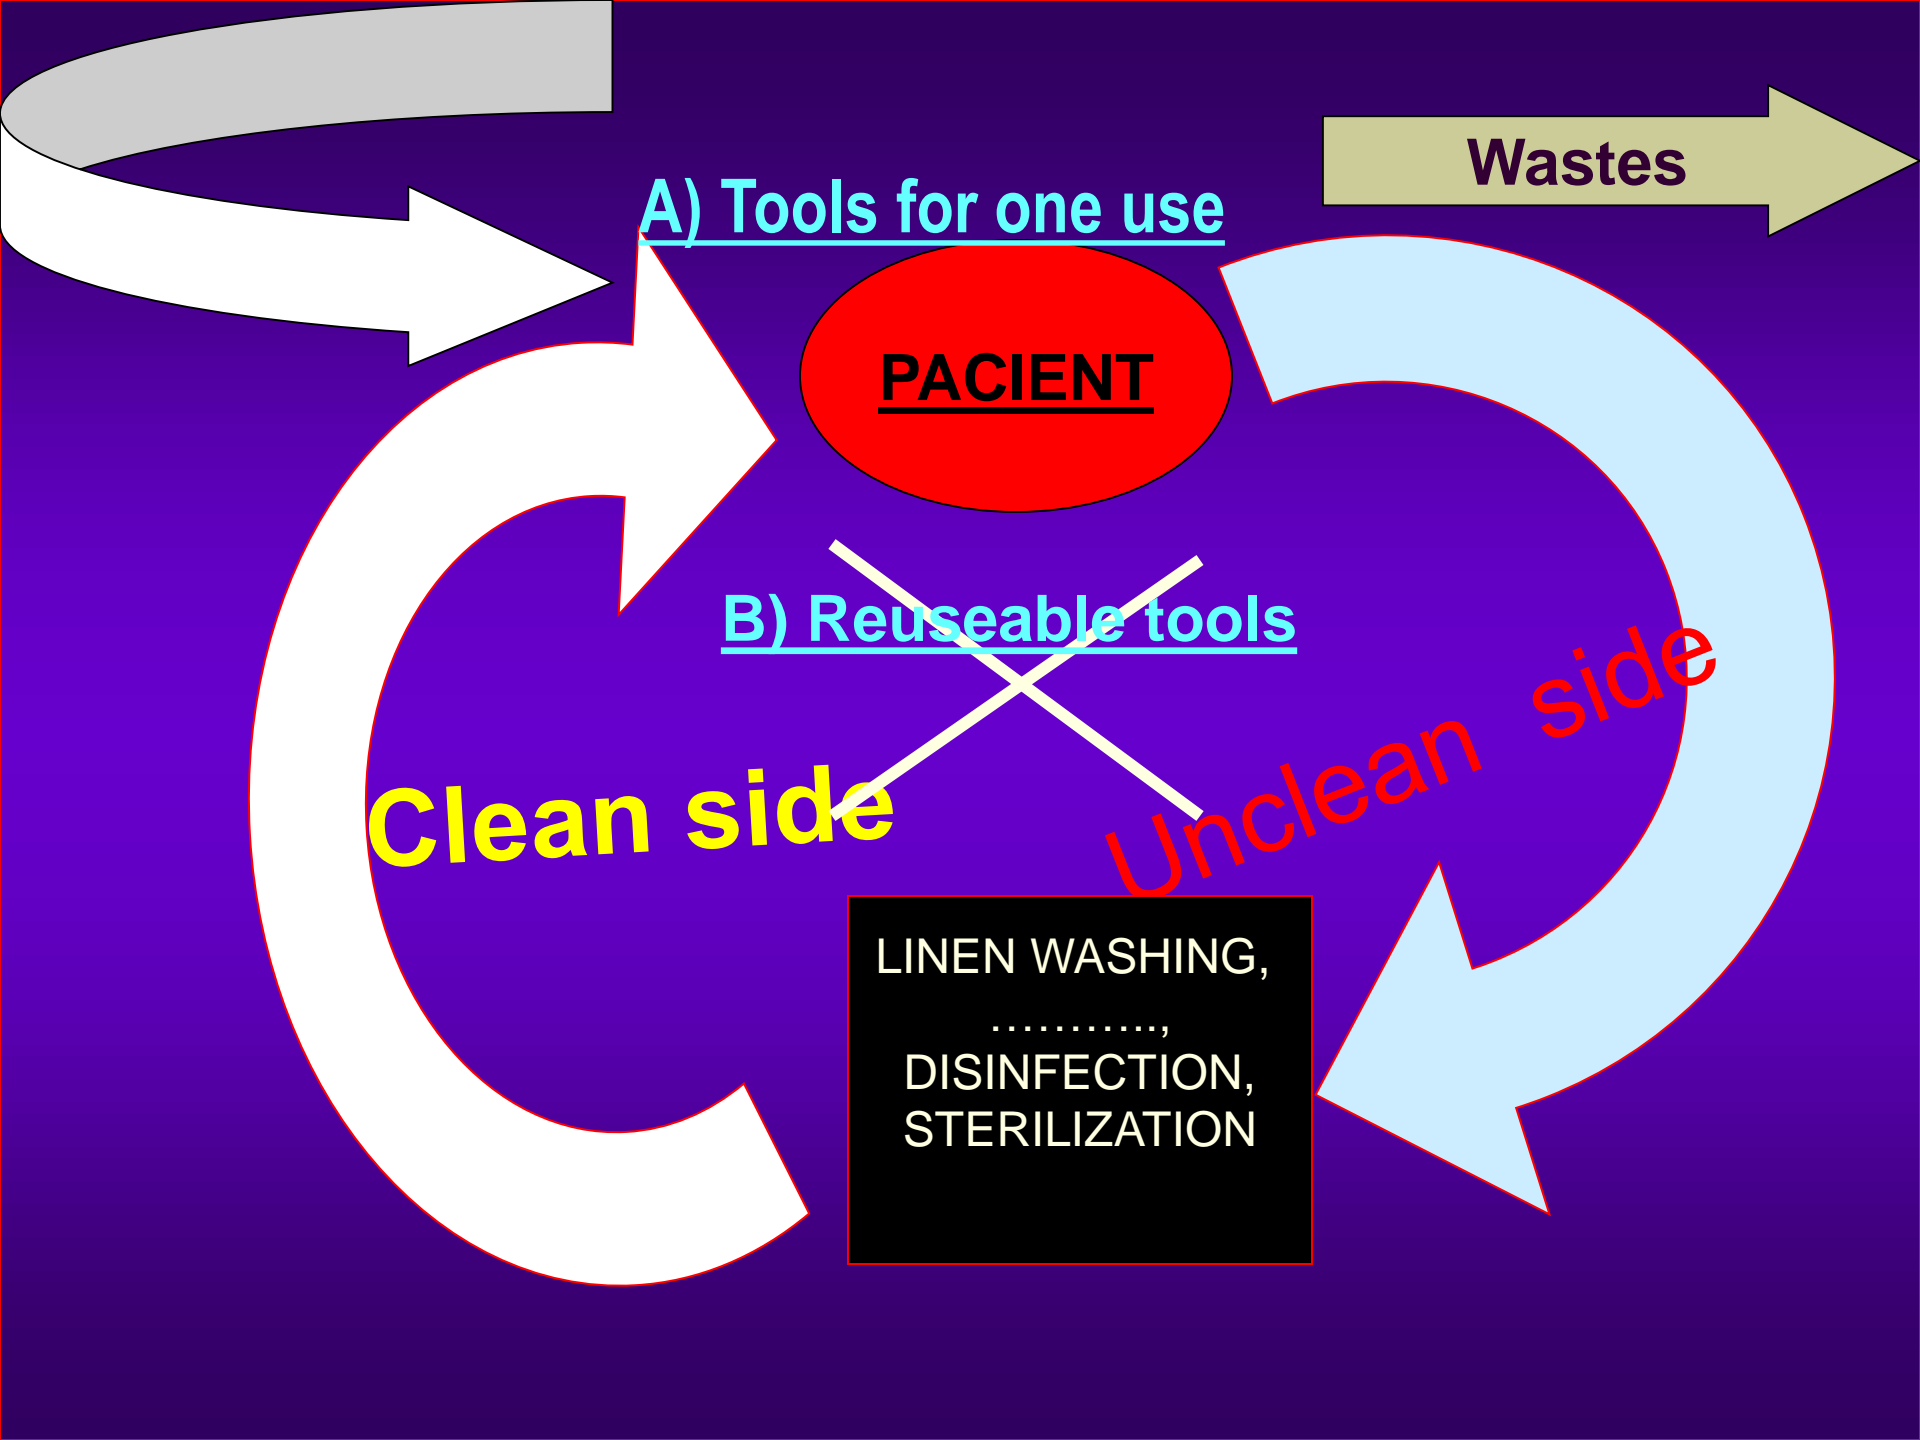 Wastes
A) Tools for one use
PACIENT
B) Reuseable tools
Clean side
Unclean side
LINEN WASHING,
………..,
DISINFECTION,
STERILIZATION